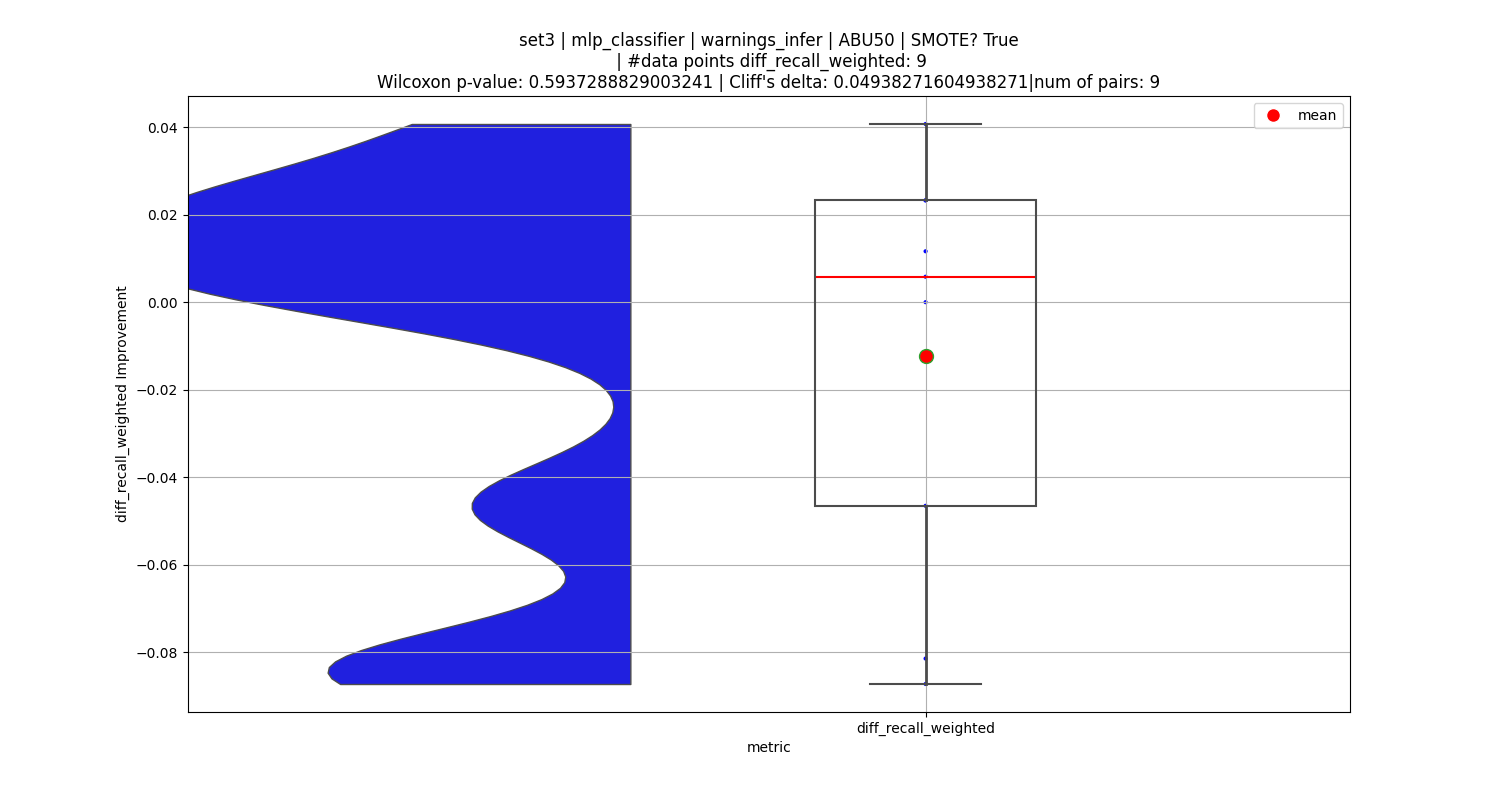 set3 | mlp_classifier | warnings_infer | ABU50 | SMOTE? True
| #data points diff_recall_weighted: 9
Wilcoxon p-value: 0.5937288829003241 | Cliff's delta: 0.04938271604938271|num of pairs: 9
mean
0.04
0.02
0.00
−0.02
−0.04
−0.06
−0.08
diff_recall_weighted Improvement
diff_recall_weighted
metric